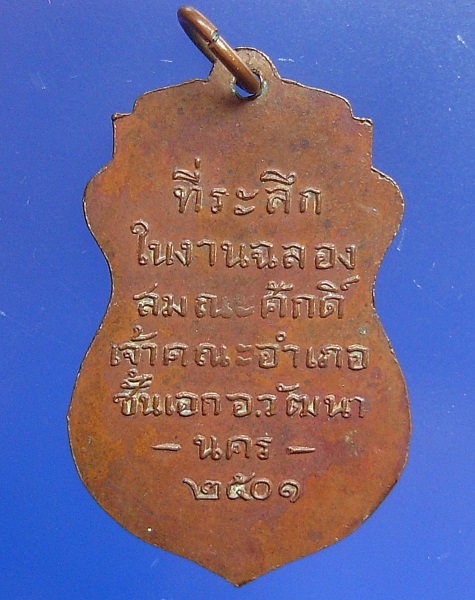 ที่ระลึก
ในงานฉลอง
สมณะศักดิ์
เจ้าคณะอำเภอ
ชั้นเอก อ.วัฒนา
- นคร -
๒๕๐๑